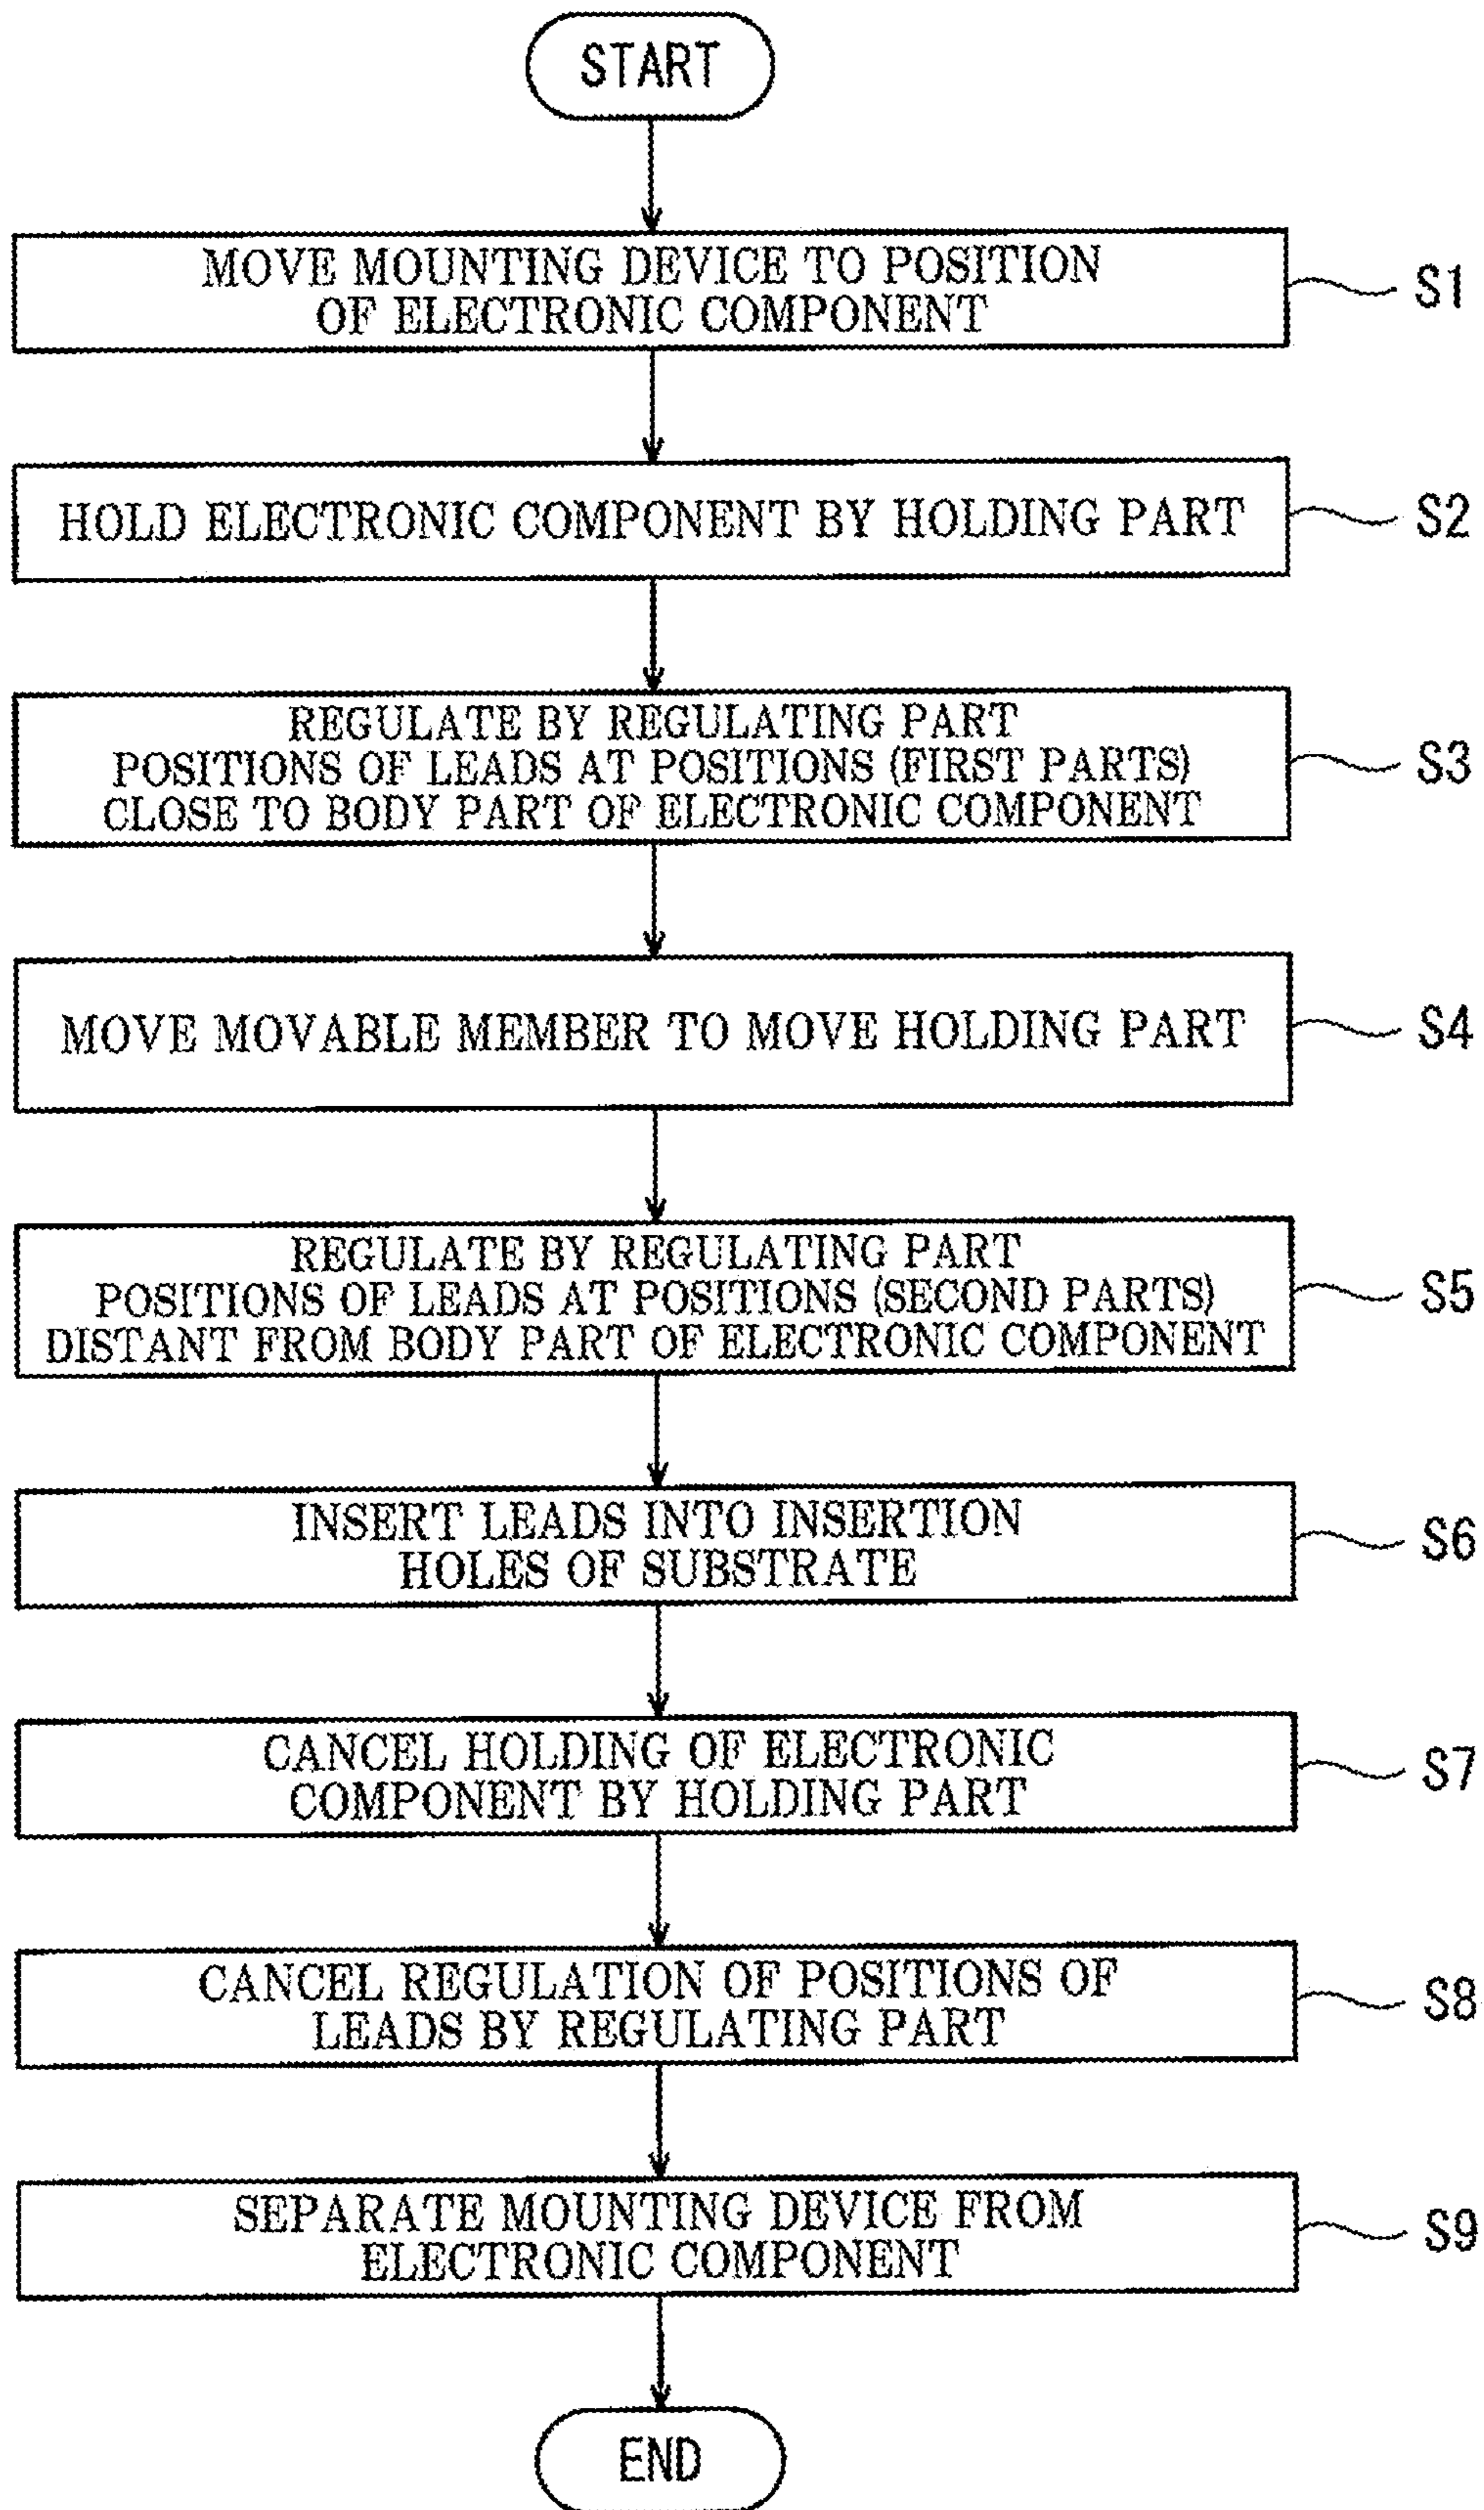 START
MOVE MOUNTING DEVICE TO POSITION
OF ELECTRONIC COMPONENT
S1
HOLD ELECTRONIC COMPONENT BY HOLDING PART
S2
REGULATE BY REGULATING PART
POSITIONS OF LEADS AT POSITIONS (FIRST PARTS)
CLOSE TO BODY PART OF ELECTRONIC COMPONENT
S3
MOVE MOVABLE MEMBER TO MOVE HOLDING PART
S4
REGULATE BY REGULATING PART
POSITIONS OF LEADS AT POSITIONS (SECOND PARTS)
DISTANT FROM BODY PART OF ELECTRONIC COMPONENT
S5
INSERT LEADS INTO INSERTION
HOLES OF SUBSTRATE
S6
CANCEL HOLDING OF ELECTRONIC
COMPONENT BY HOLDING PART
S7
CANCEL REGULATION OF POSITIONS OF
LEADS BY REGULATING PART
S8
SEPARATE MOUNTING DEVICE FROM
ELECTRONIC COMPONENT
S9
END